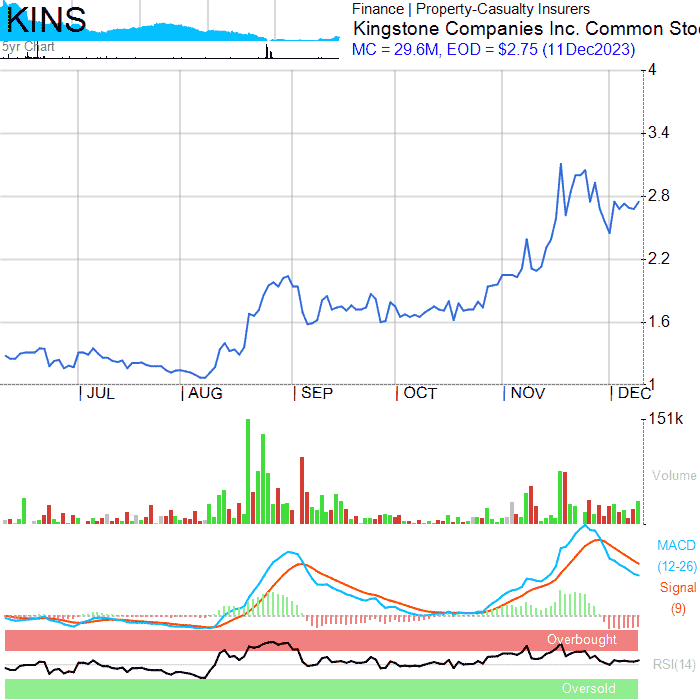 KINS
5yr Chart
Finance | Property-Casualty Insurers
Kingstone Companies Inc. Common Sto
MC = 29.6M, EOD = $2.75 (11Dec2023)
4
3.4
2.8
2.2
1.6
1
JUL
AUG
SEP
OCT
NOV
DEC
151k
Volume
MACD
(12-26)
Signal
(9)
Overbought
RSI(14)
Oversold